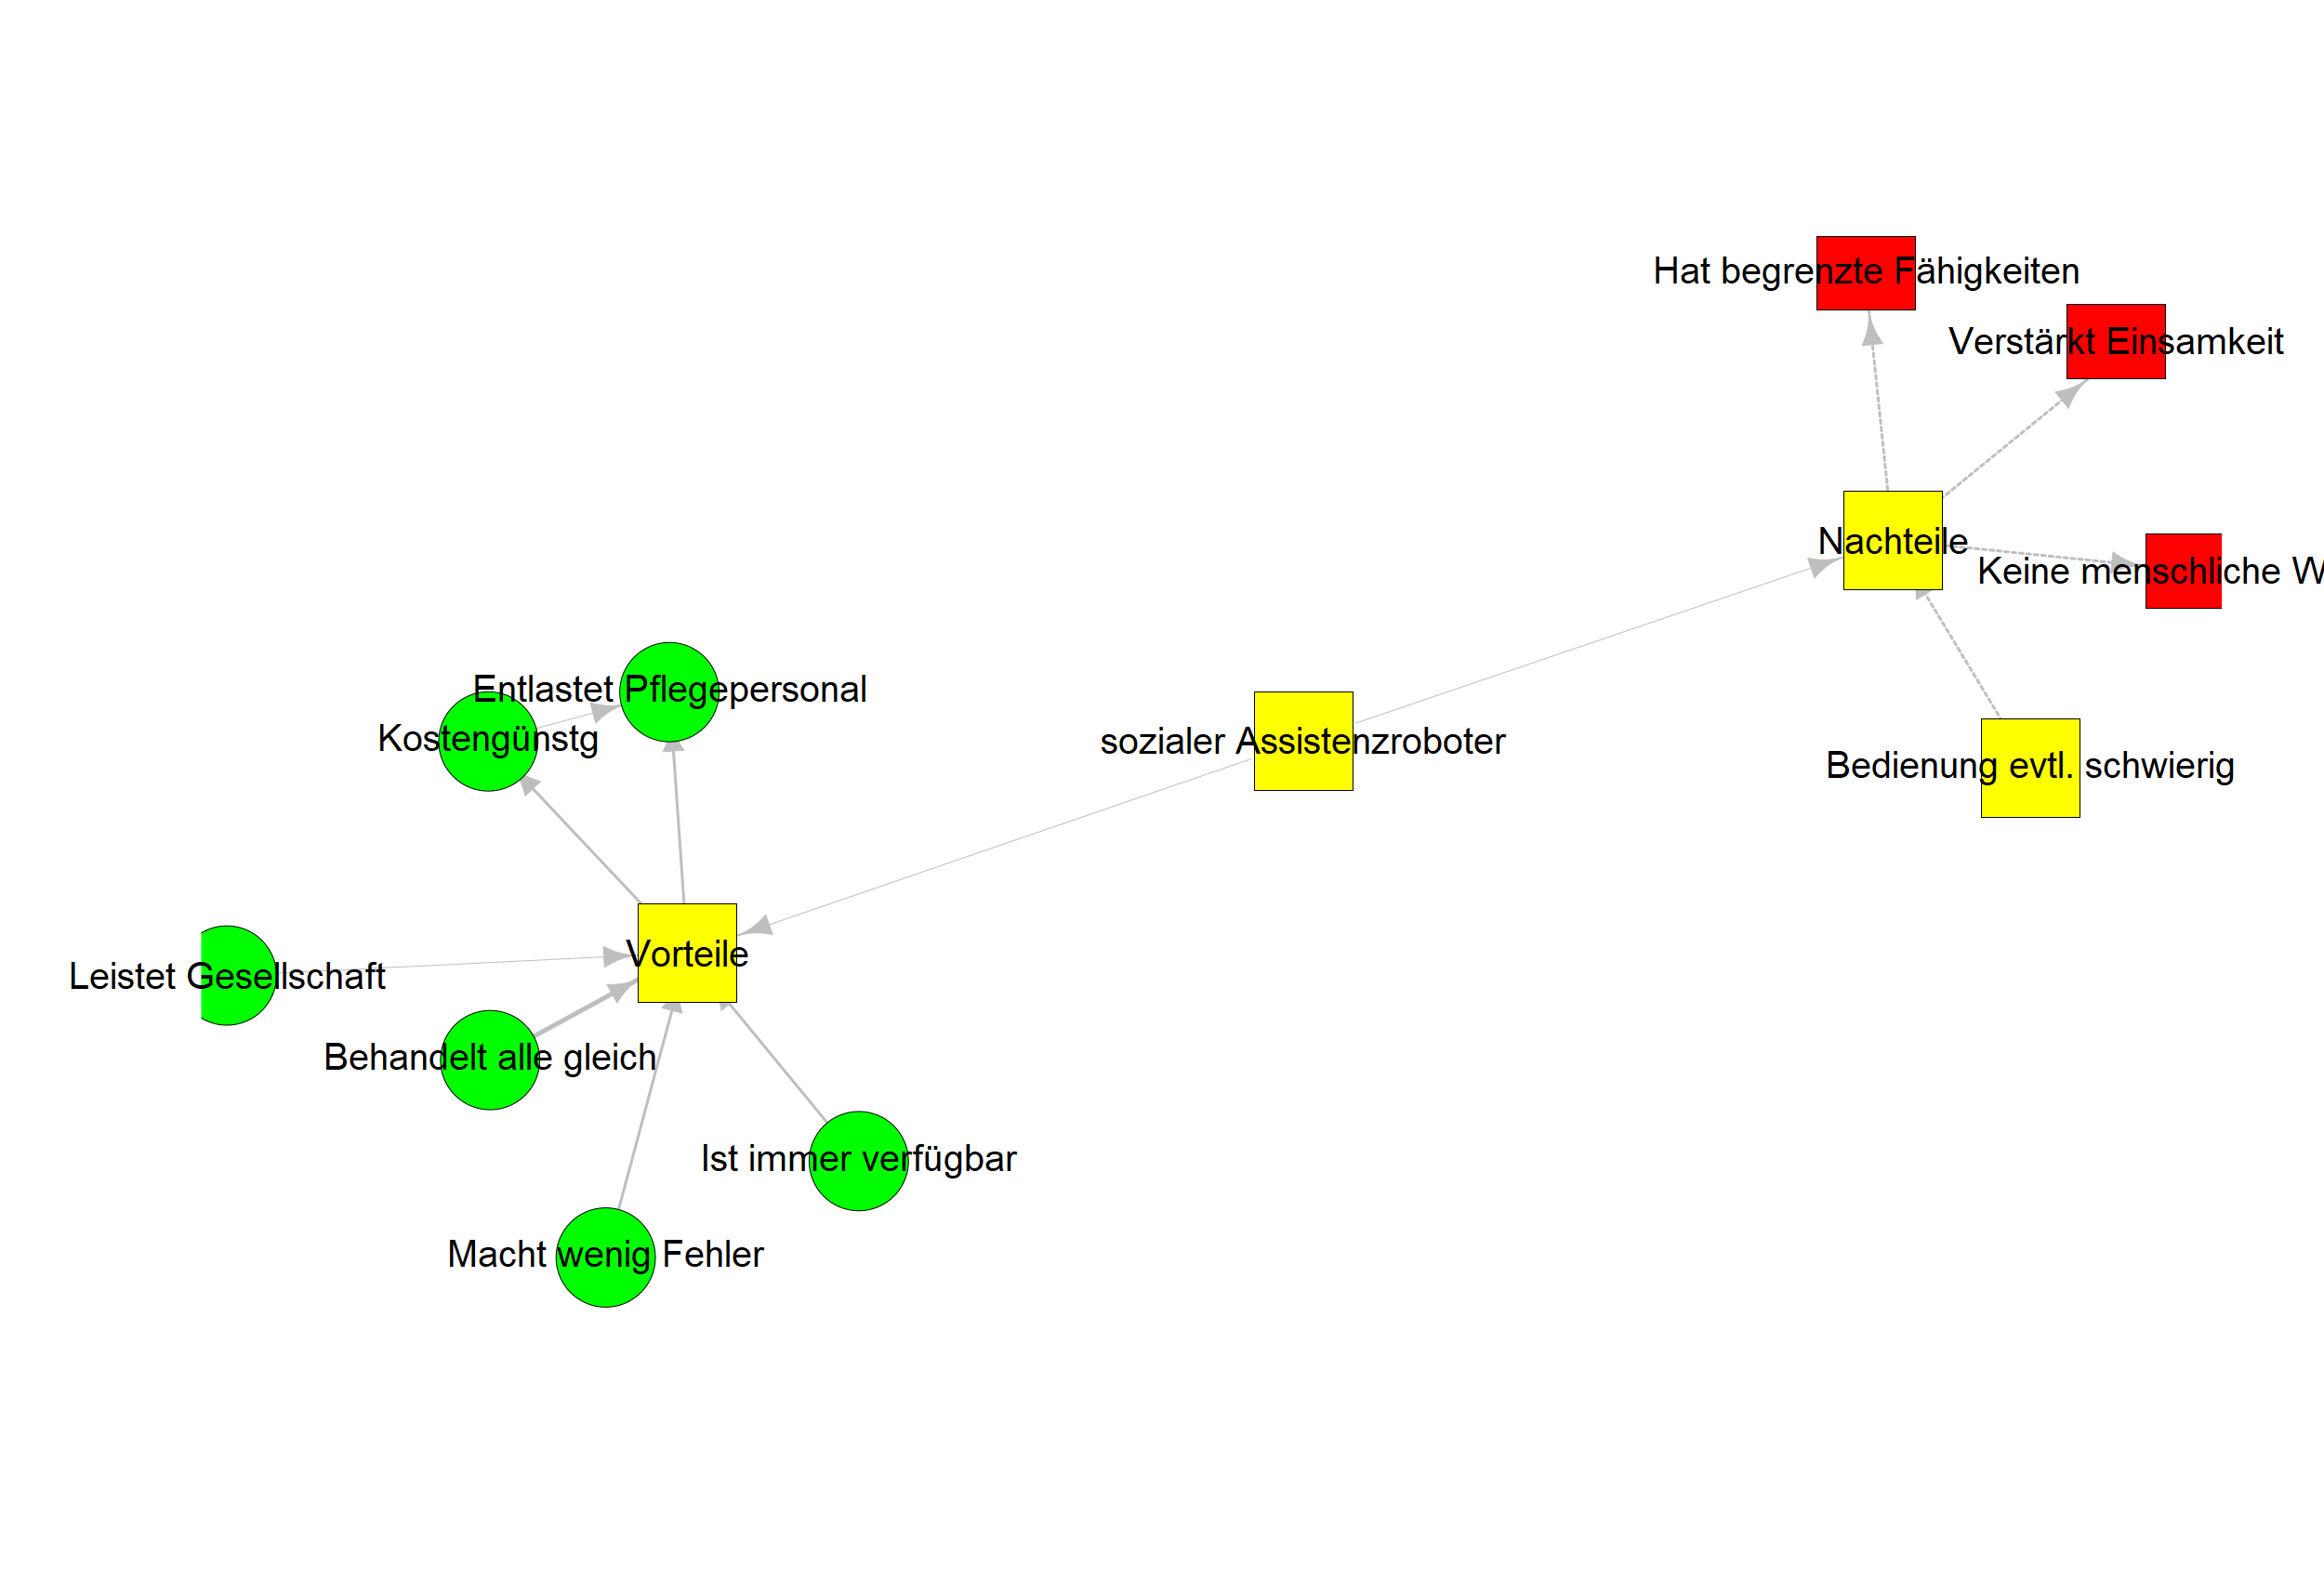 Hat begrenzte Fähigkeiten
Verstärkt Einsamkeit
Nachteile
Keine menschliche W
Entlastet Pflegepersonal
Kostengünstg
sozialer Assistenzroboter
Bedienung evtl. schwierig
Vorteile
Leistet Gesellschaft
Behandelt alle gleich
Ist immer verfügbar
Macht wenig Fehler